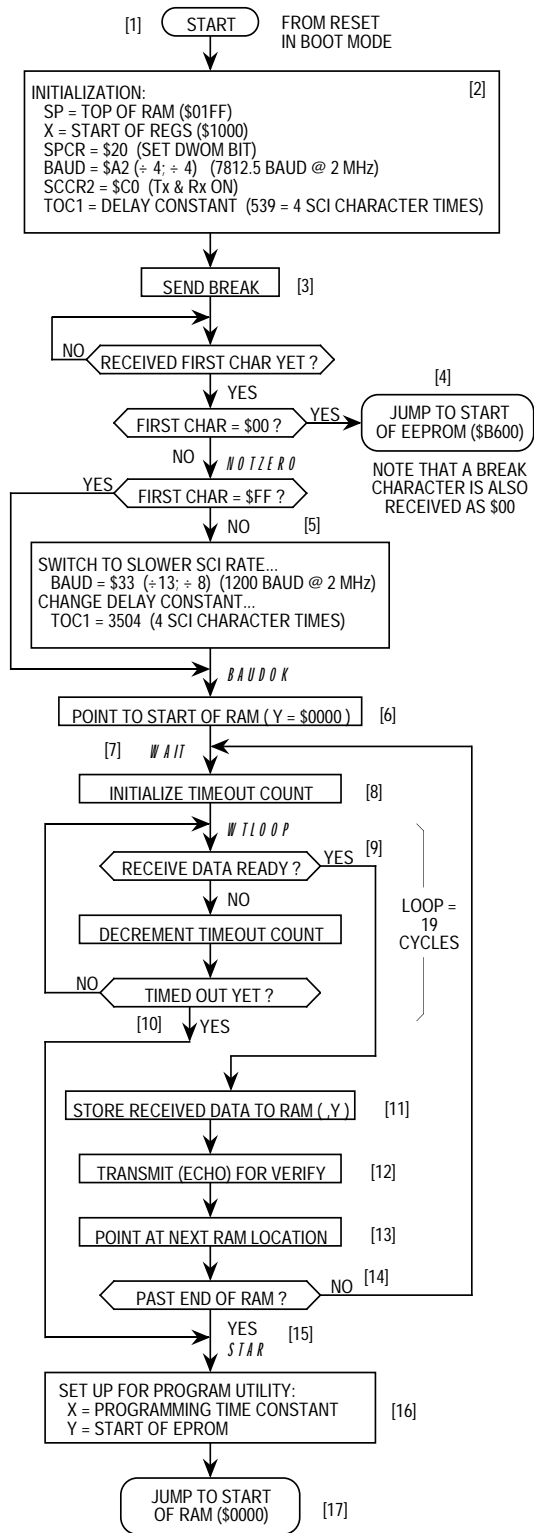 [1] START FROM RESET
IN BOOT MODE
[2]
INITIALIZATION:
SP = TOP OF RAM ($01FF)
X = START OF REGS ($1000)
SPCR = $20 (SET DWOM BIT)
BAUD = $A2 (÷ 4; ÷ 4) (7812.5 BAUD @ 2 MHz)
SCCR2 = $C0 (Tx & Rx ON)
TOC1 = DELAY CONSTANT (539 = 4 SCI CHARACTER TIMES)
SEND BREAK [3]
NO
RECEIVED FIRST CHAR YET ?
YES
[4]
FIRST CHAR = $00 ? YES
JUMP TO START
OF EEPROM ($B600)
NOTE THAT A BREAK
CHARACTER IS ALSO
RECEIVED AS $00
NO NOTZERO
YES
FIRST CHAR = $FF ?
NO [5]
SWITCH TO SLOWER SCI RATE...
BAUD = $33 (÷13; ÷ 8) (1200 BAUD @ 2 MHz)
CHANGE DELAY CONSTANT...
TOC1 = 3504 (4 SCI CHARACTER TIMES)
BAUDOK
POINT TO START OF RAM ( Y = $0000 ) [6]
[7] WAIT
INITIALIZE TIMEOUT COUNT [8]
WTLOOP
RECEIVE DATA READY ? YES [9]
NO
LOOP =
19
CYCLES
DECREMENT TIMEOUT COUNT
NO
TIMED OUT YET ?
[10] YES
STORE RECEIVED DATA TO RAM ( ,Y ) [11]
TRANSMIT (ECHO) FOR VERIFY [12]
POINT AT NEXT RAM LOCATION [13]
PAST END OF RAM ? NO [14]
YES [15]
STAR
SET UP FOR PROGRAM UTILITY:
X = PROGRAMMING TIME CONSTANT
Y = START OF EPROM
[16]
JUMP TO START
OF RAM ($0000)
[17]